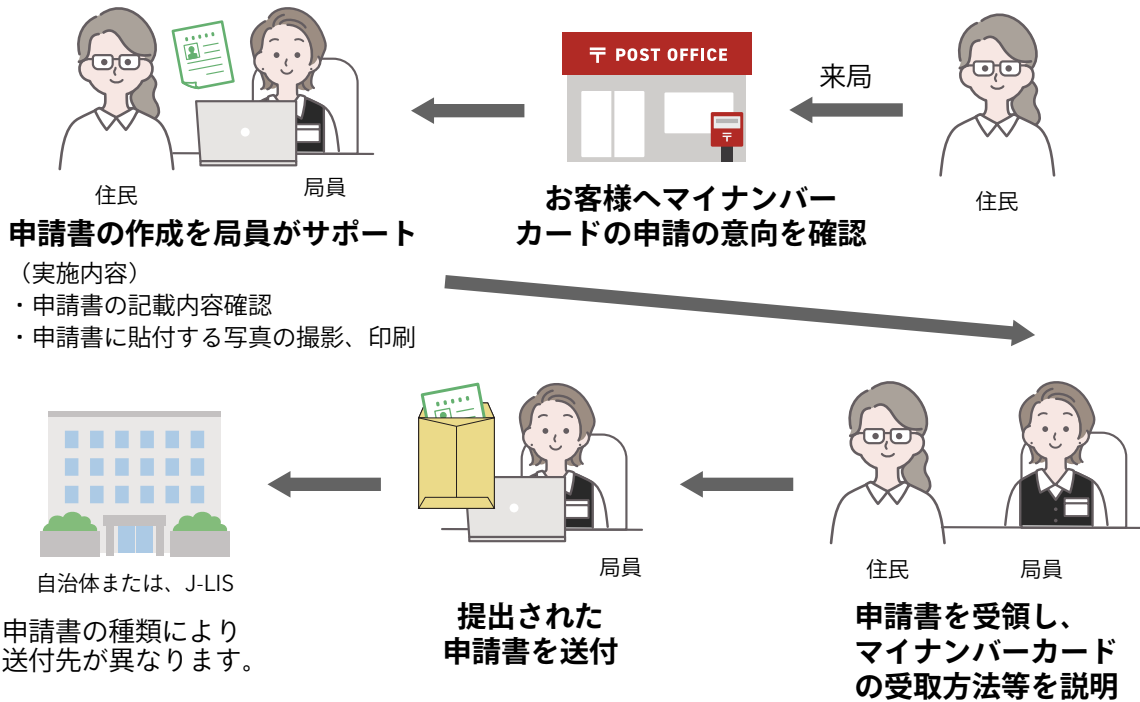 来局
住民
〒 POST OFFICE
〒
お客様へマイナンバー
カードの申請の意向を確認
住民
局員
申請書の作成を局員がサポート
（実施内容）
・申請書の記載内容確認
・申請書に貼付する写真の撮影、印刷
住民
局員
申請書を受領し、
マイナンバーカード
の受取方法等を説明
局員
提出された
申請書を送付
自治体または、J-LIS
申請書の種類により
送付先が異なります。